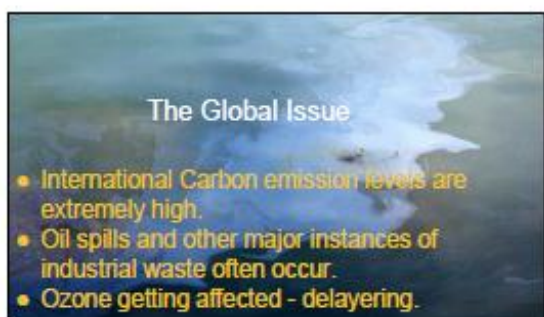 The Global Issue
● International Carbon emission levels are
extremely high.
● Oil spills and other major instances of
industrial waste often occur.
● Ozone getting affected - delayering.